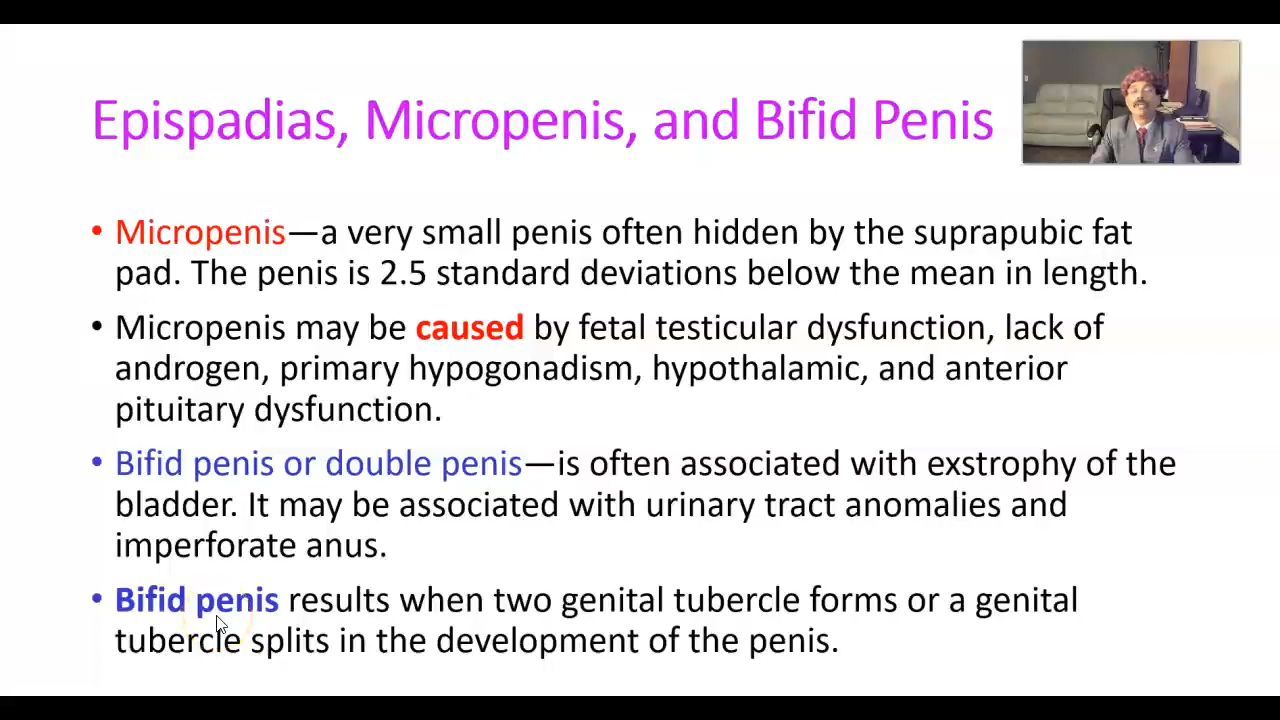 Epispadias, Micropenis, and Bifid Penis
• Micropenis—a very small penis often hidden by the suprapubic fat
pad. The penis is 2.5 standard deviations below the mean in length.
• Micropenis may be caused by fetal testicular dysfunction, lack of
androgen, primary hypogonadism, hypothalamic, and anterior
pituitary dysfunction.
• Bifid penis or double penis—is often associated with exstrophy of the
bladder. It may be associated with urinary tract anomalies and
imperforate anus.
• Bifid penis results when two genital tubercle forms or a genital
tubercle splits in the development of the penis.